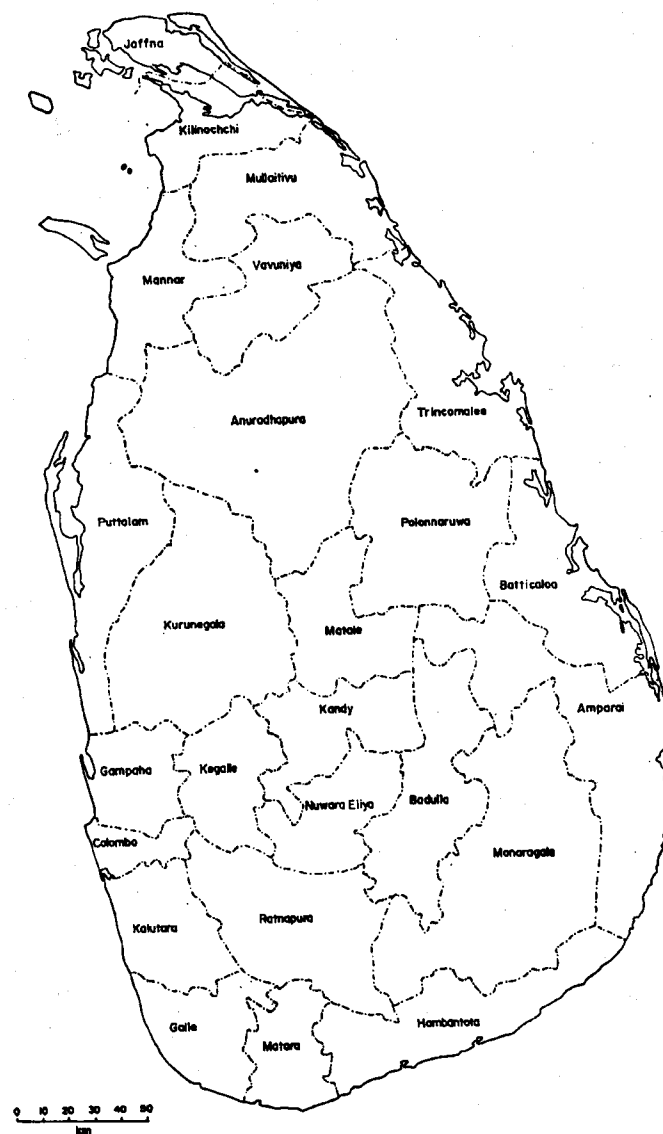 Jaffna
Kilinochchi
Mullaitivu
Vavuniya
Mannar
Anuradhapura
Trincomalee
Puttalam
Polonnaruwa
Batticaloa
Kurunegala
Matale
Amparai
Kandy
Gampaha
Kegalle
Nuwara Eliya
Badulla
Colombo
Monaragala
Kalutara
Ratnapura
Galle
Matara
Hambantota
0 10 20 30 40 50
km